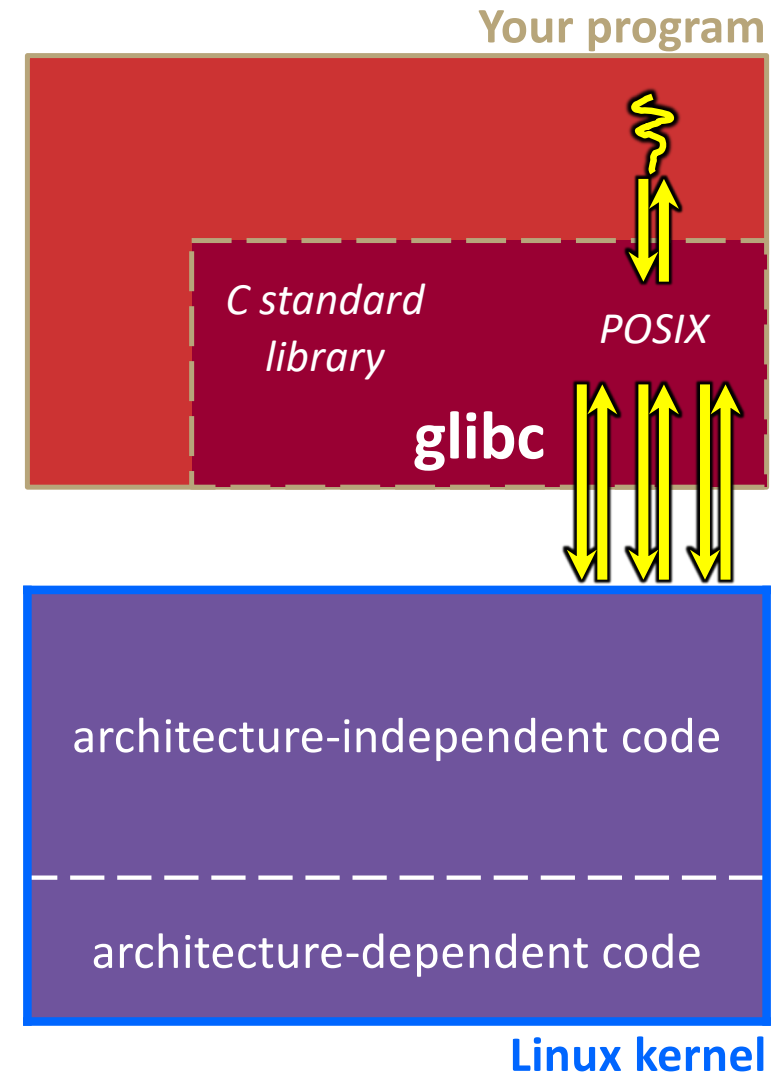 Your program
C standard
library
POSIX
glibc
architecture-independent code
architecture-dependent code
Linux kernel